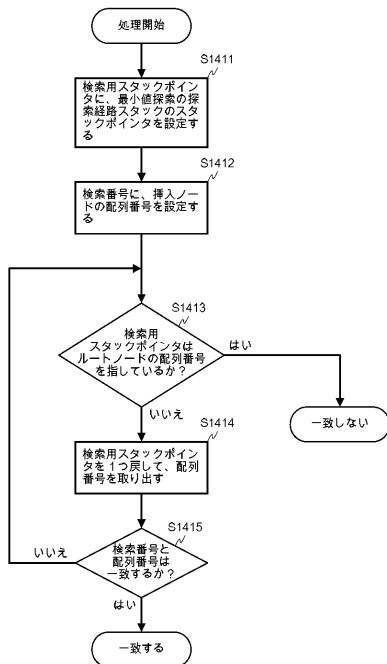 処理開始
S1411
検索用スタックポイン
タに、最小値探索の探
索経路スタックのスタ
ックポインタを設定す
る
S1412
検索番号に、挿入ノー
ドの配列番号を設定す
る
S1413
検索用
スタックポインタは
ルートノードの配列番号
を指しているか?
はい
一致しない
いいえ
S1414
検索用スタックポイン
タを1つ戻して、配列
番号を取り出す
S1415
検索番号と
配列番号は
一致するか?
いいえ
はい
一致する